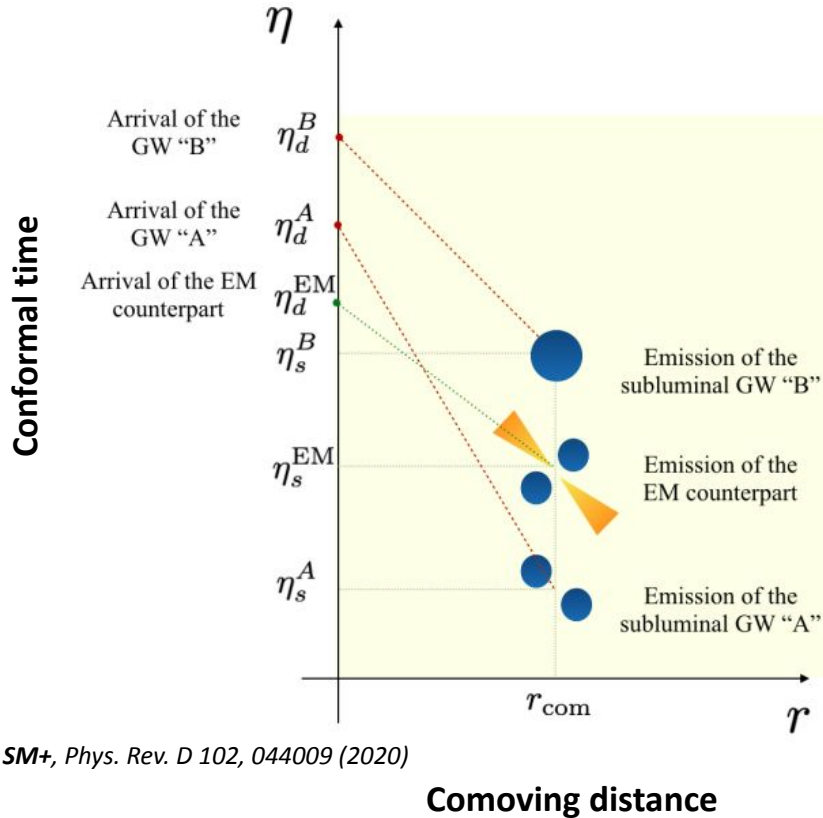 η
Arrival of the
GW “B”
η_d^B
Arrival of the
GW “A”
η_d^A
Arrival of the EM
counterpart
η_d^EM
η_s^B
Emission of the
subluminal GW “B”
η_s^EM
Emission of the
EM counterpart
η_s^A
Emission of the
subluminal GW “A”
Conformal time
r_com
r
SM+, Phys. Rev. D 102, 044009 (2020)
Comoving distance